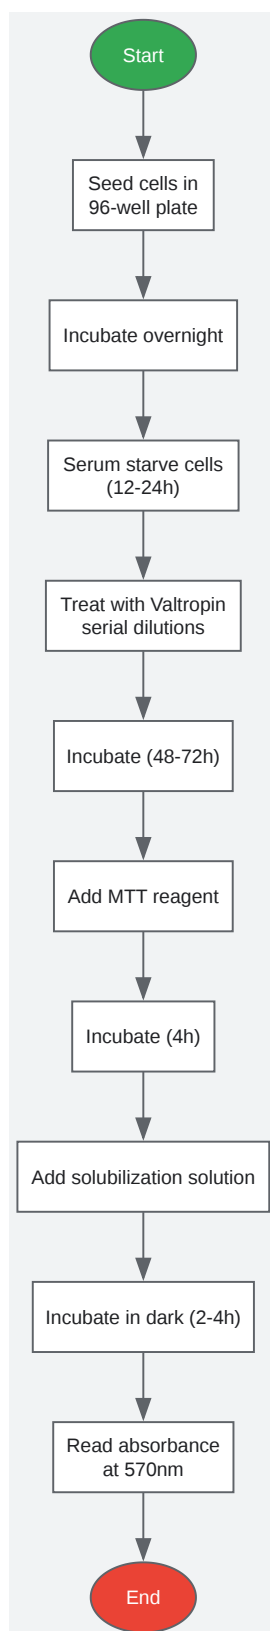 Start
Seed cells in
96-well plate
Incubate overnight
Serum starve cells
(12-24h)
Treat with Valtropin
serial dilutions
Incubate (48-72h)
Add MTT reagent
Incubate (4h)
Add solubilization solution
Incubate in dark (2-4h)
Read absorbance
at 570nm
End